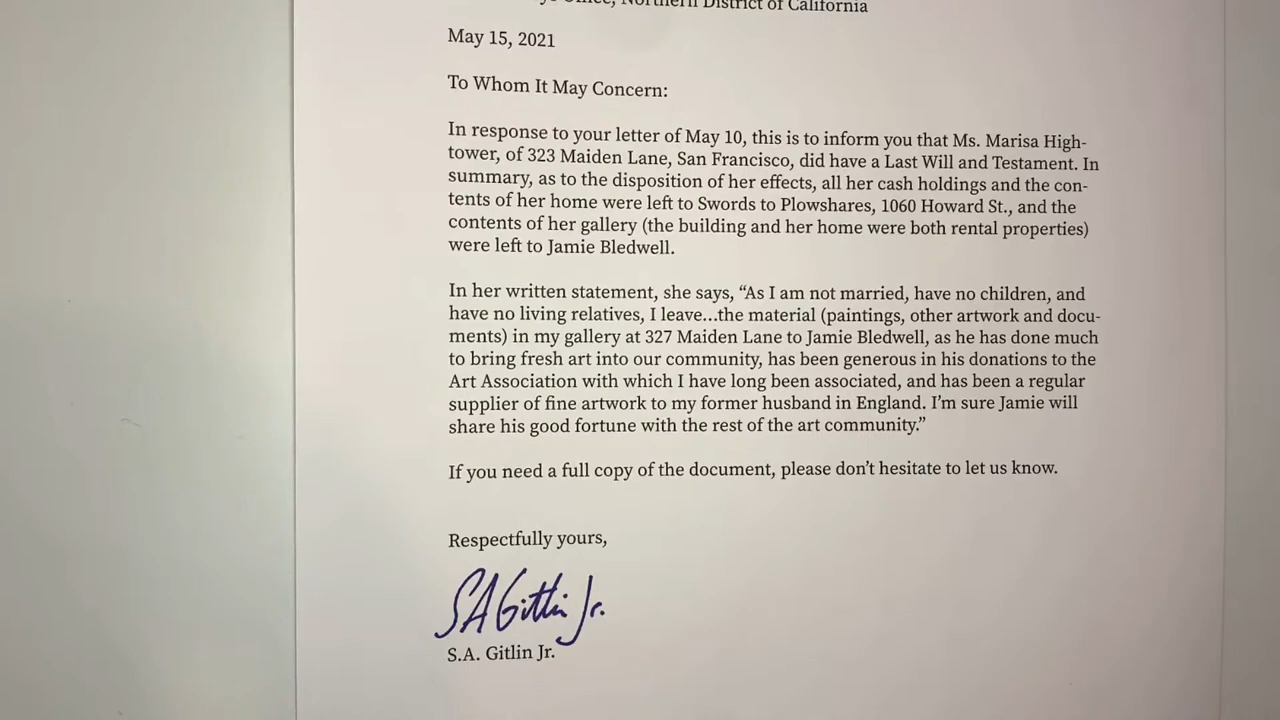 Office, Northern District of California
May 15, 2021
To Whom It May Concern:
In response to your letter of May 10, this is to inform you that Ms. Marisa High-
tower, of 323 Maiden Lane, San Francisco, did have a Last Will and Testament. In
summary, as to the disposition of her effects, all her cash holdings and the con-
tents of her home were left to Swords to Plowshares, 1060 Howard St., and the
contents of her gallery (the building and her home were both rental properties)
were left to Jamie Bledwell.
In her written statement, she says, “As I am not married, have no children, and
have no living relatives, I leave...the material (paintings, other artwork and docu-
ments) in my gallery at 327 Maiden Lane to Jamie Bledwell, as he has done much
to bring fresh art into our community, has been generous in his donations to the
Art Association with which I have long been associated, and has been a regular
supplier of fine artwork to my former husband in England. I’m sure Jamie will
share his good fortune with the rest of the art community.”
If you need a full copy of the document, please don’t hesitate to let us know.
Respectfully yours,
SA Gitlin Jr.
S.A. Gitlin Jr.